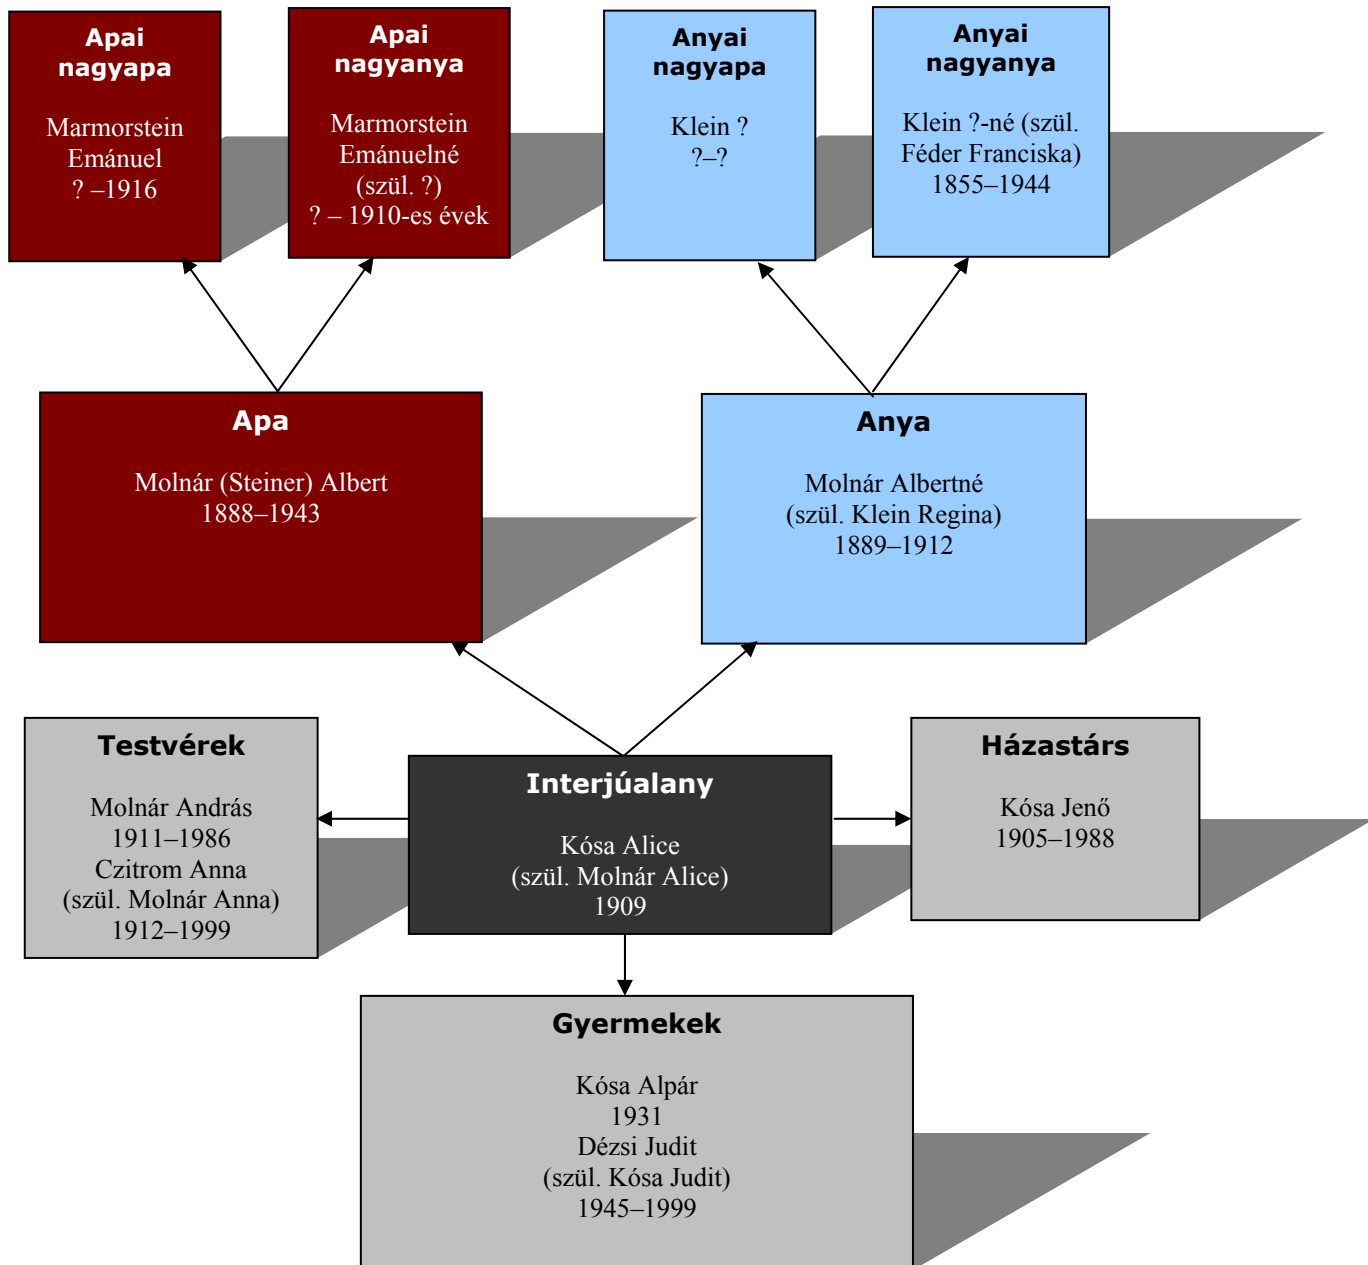 Apai
nagyapa
Marmorstein
Emánuel
? –1916
Apai
nagyanya
Marmorstein
Emánuelné
(szül. ?)
? – 1910-es évek
Anyai
nagyapa
Klein ?
?–?
Anyai
nagyanya
Klein ?-né (szül.
Féder Franciska)
1855–1944
Apa
Molnár (Steiner) Albert
1888–1943
Anya
Molnár Albertné
(szül. Klein Regina)
1889–1912
Testvérek
Molnár András
1911–1986
Czitrom Anna
(szül. Molnár Anna)
1912–1999
Interjúalany
Kósa Alice
(szül. Molnár Alice)
1909
Házastárs
Kósa Jenő
1905–1988
Gyermekek
Kósa Alpár
1931
Dézsi Judit
(szül. Kósa Judit)
1945–1999